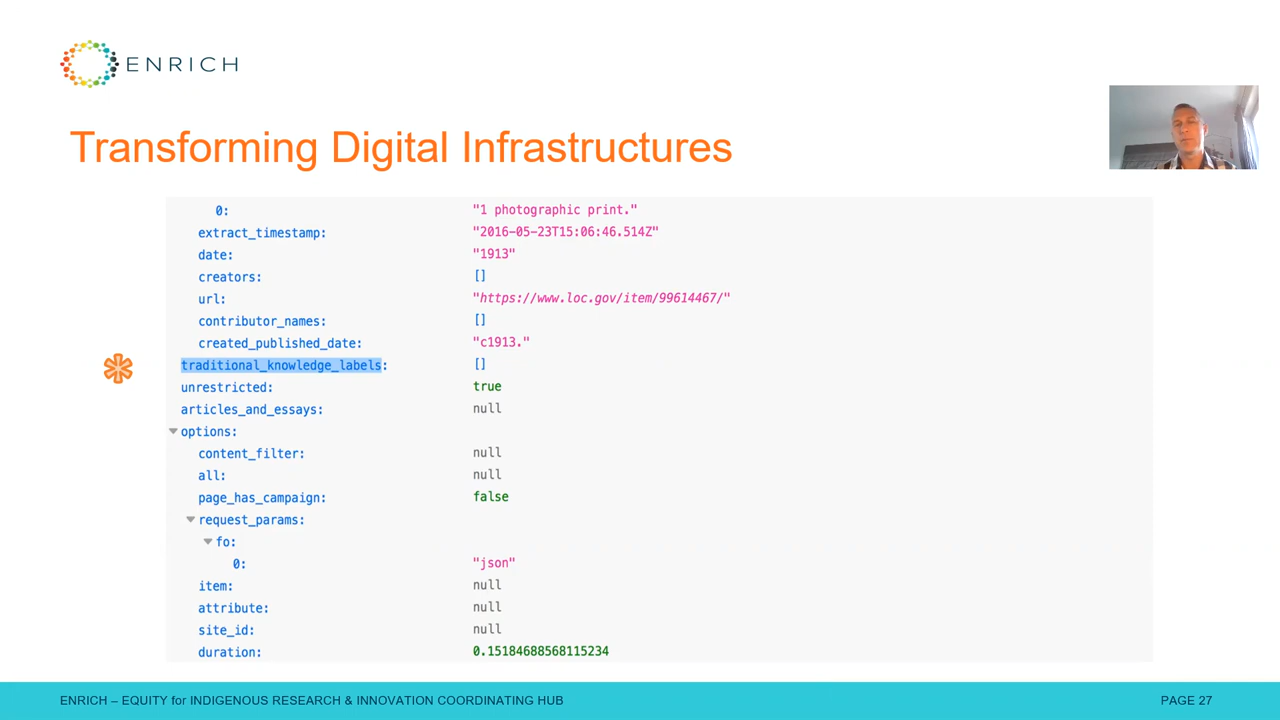 ENRICH
Transforming Digital Infrastructures
0: "1 photographic print."
extract_timestamp: "2016-05-23T15:06:46.514Z"
date: "1913"
creators: []
url: "https://www.loc.gov/item/99614467/"
contributor_names: []
created_published_date: "c1913."
traditional_knowledge_labels: []
unrestricted: true
articles_and_essays: null
options:
content_filter: null
all: null
page_has_campaign: false
request_params:
fo:
0: "json"
item: null
attribute: null
site_id: null
duration: 0.15184688568115234
ENRICH – EQUITY for INDIGENOUS RESEARCH & INNOVATION COORDINATING HUB PAGE 27